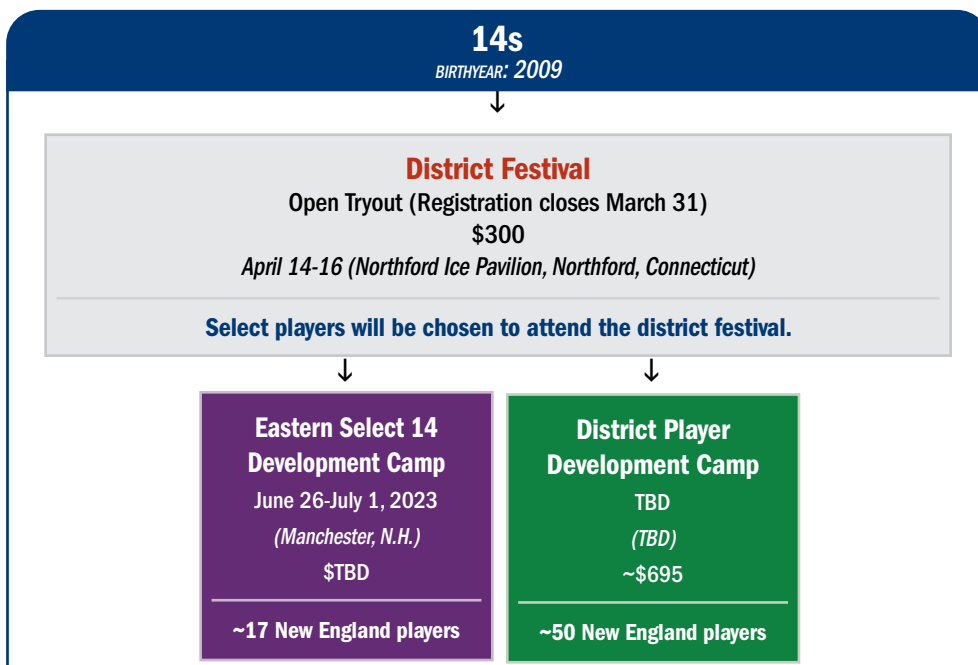 14s
BIRTHYEAR: 2009
District Festival
Open Tryout (Registration closes March 31)
$300
April 14-16 (Northford Ice Pavilion, Northford, Connecticut)
Select players will be chosen to attend the district festival.
Eastern Select 14
Development Camp
June 26-July 1, 2023
(Manchester, N.H.)
$TBD
~17 New England players
District Player
Development Camp
TBD
(TBD)
~$695
~50 New England players